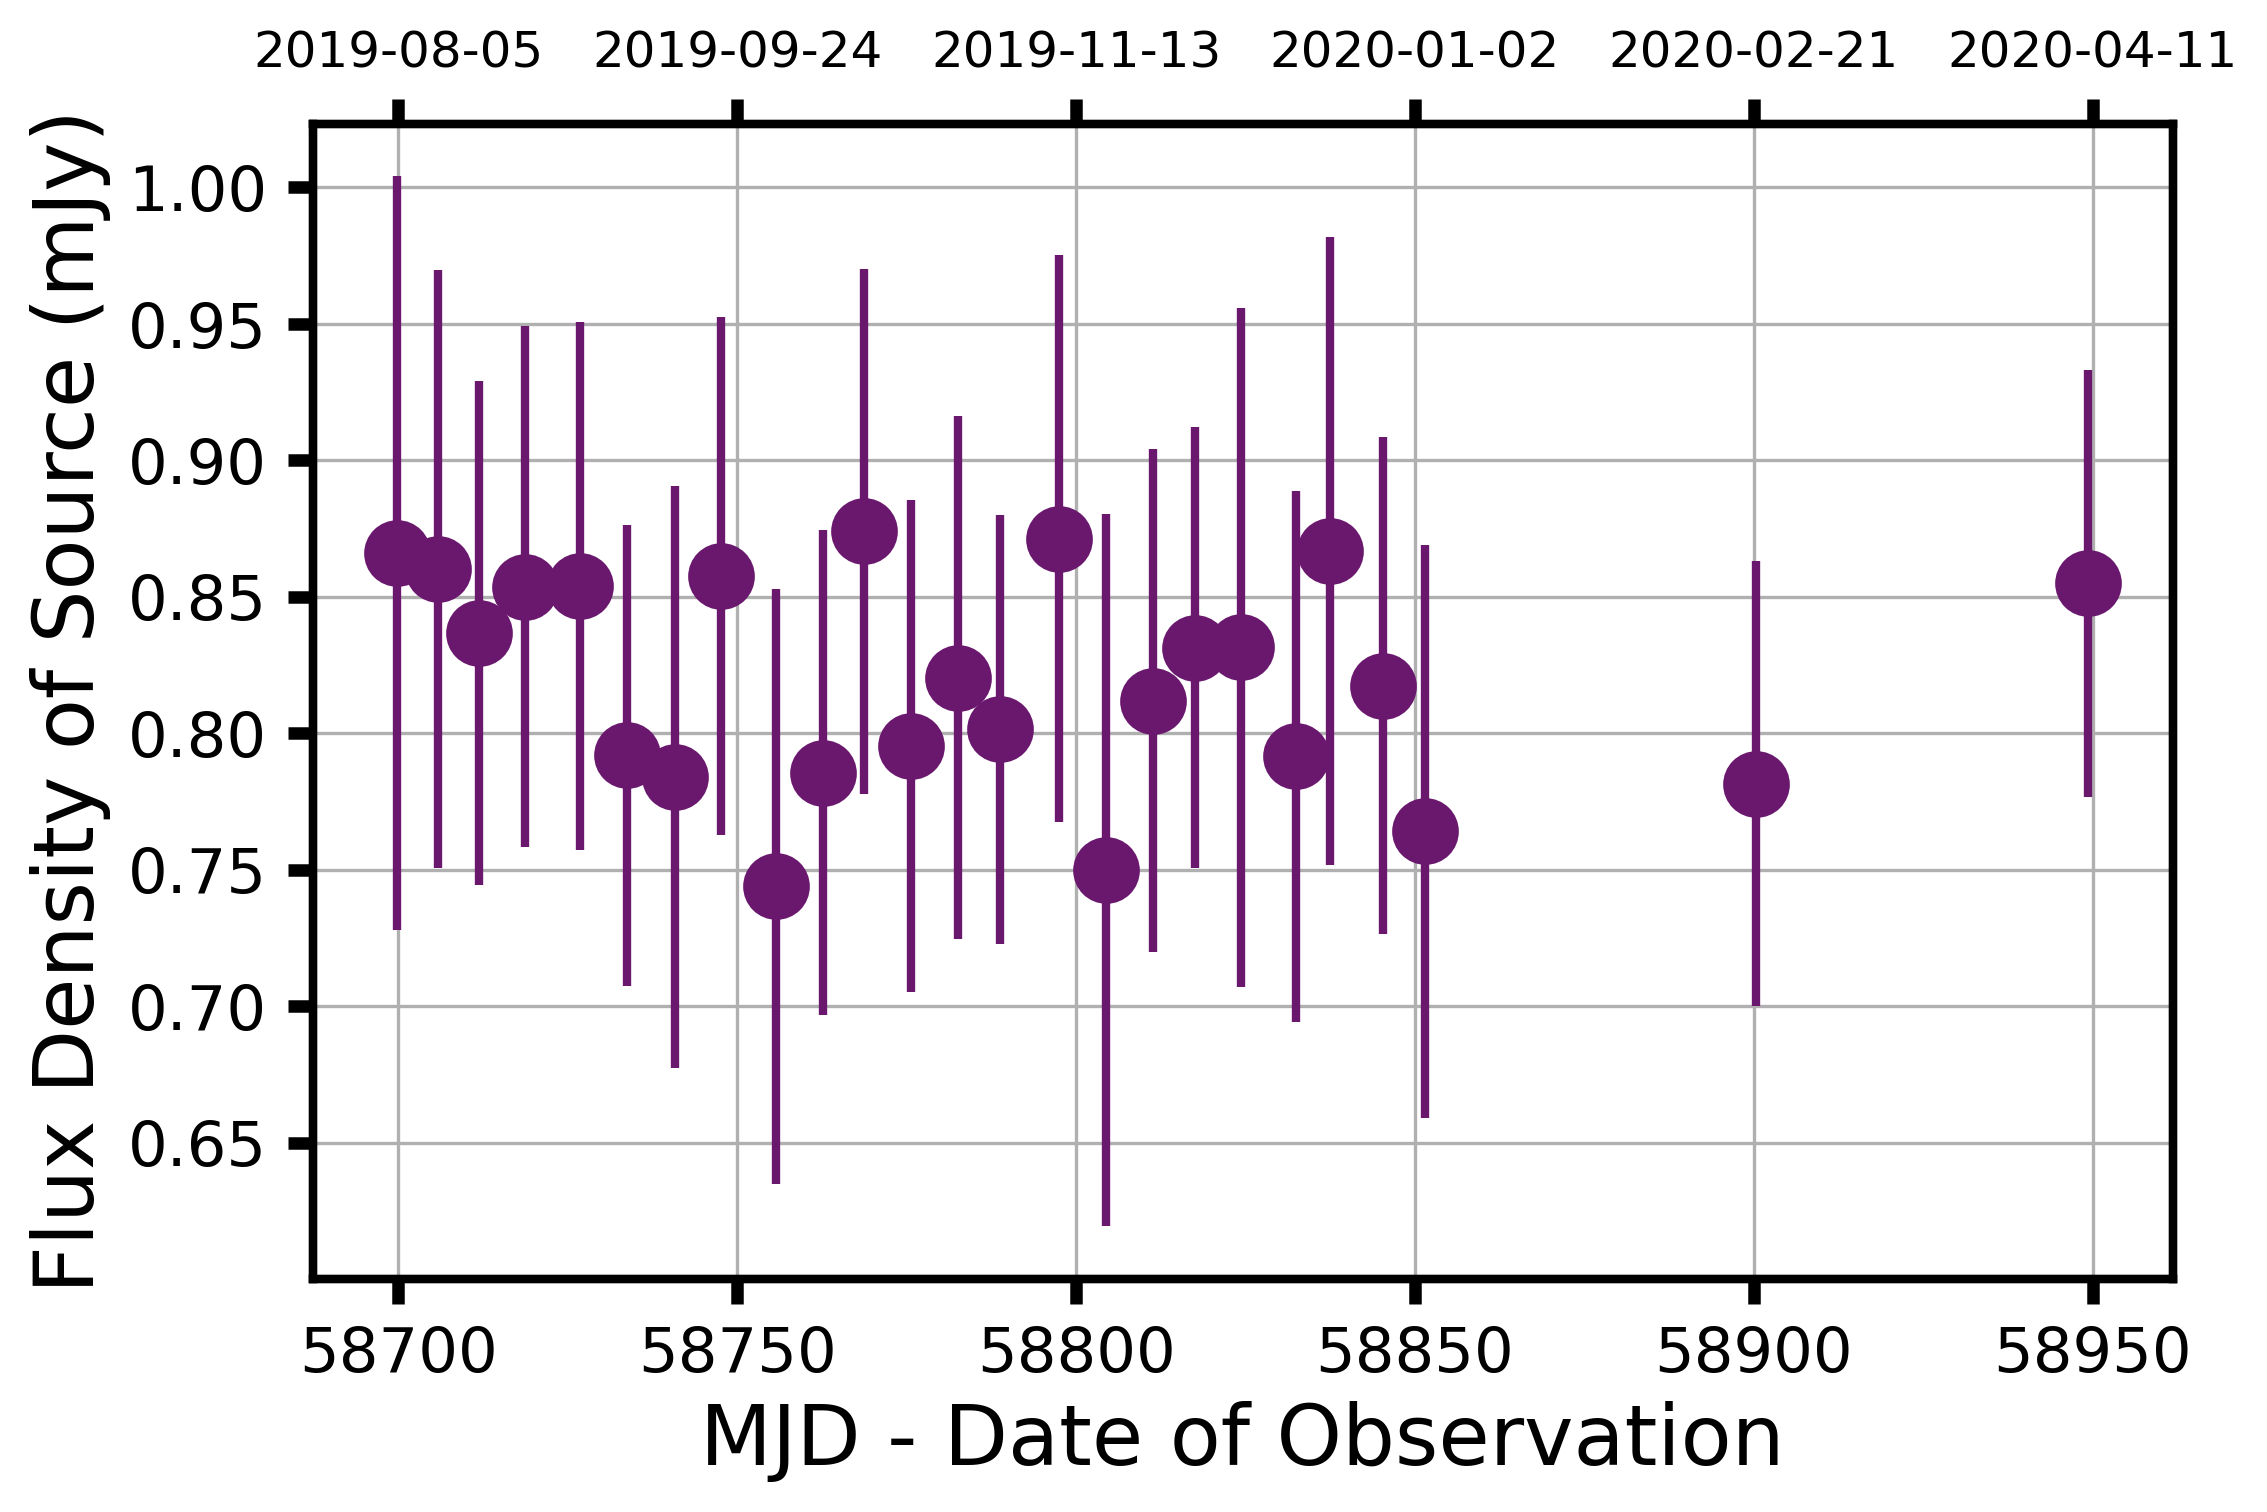 2019-08-05 2019-09-24 2019-11-13 2020-01-02 2020-02-21 2020-04-11
Flux Density of Source (mJy)
1.00
0.95
0.90
0.85
0.80
0.75
0.70
0.65
58700 58750 58800 58850 58900 58950
MJD - Date of Observation